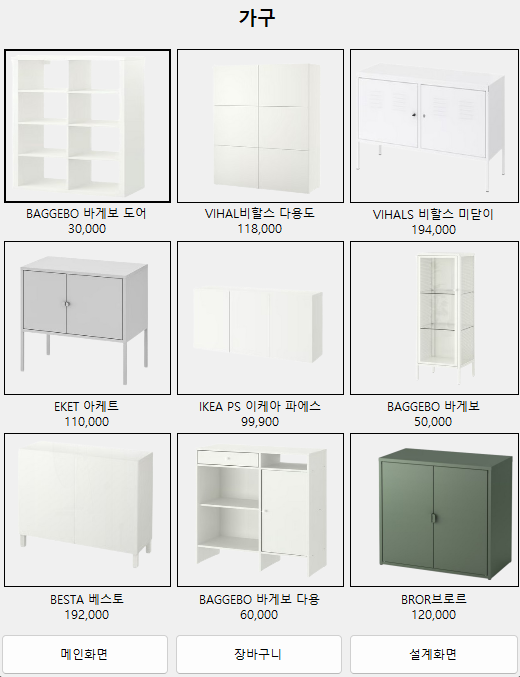 가구
BAGGEBO 바게보 도어
30,000
VIHAL비할스 다용도
118,000
VIHALS 비할스 미닫이
194,000
EKET 아케트
110,000
IKEA PS 이케아 파에스
99,900
BAGGEBO 바게보
50,000
BESTA 베스토
192,000
BAGGEBO 바게보 다용
60,000
BROR브로르
120,000
메인화면
장바구니
설계화면